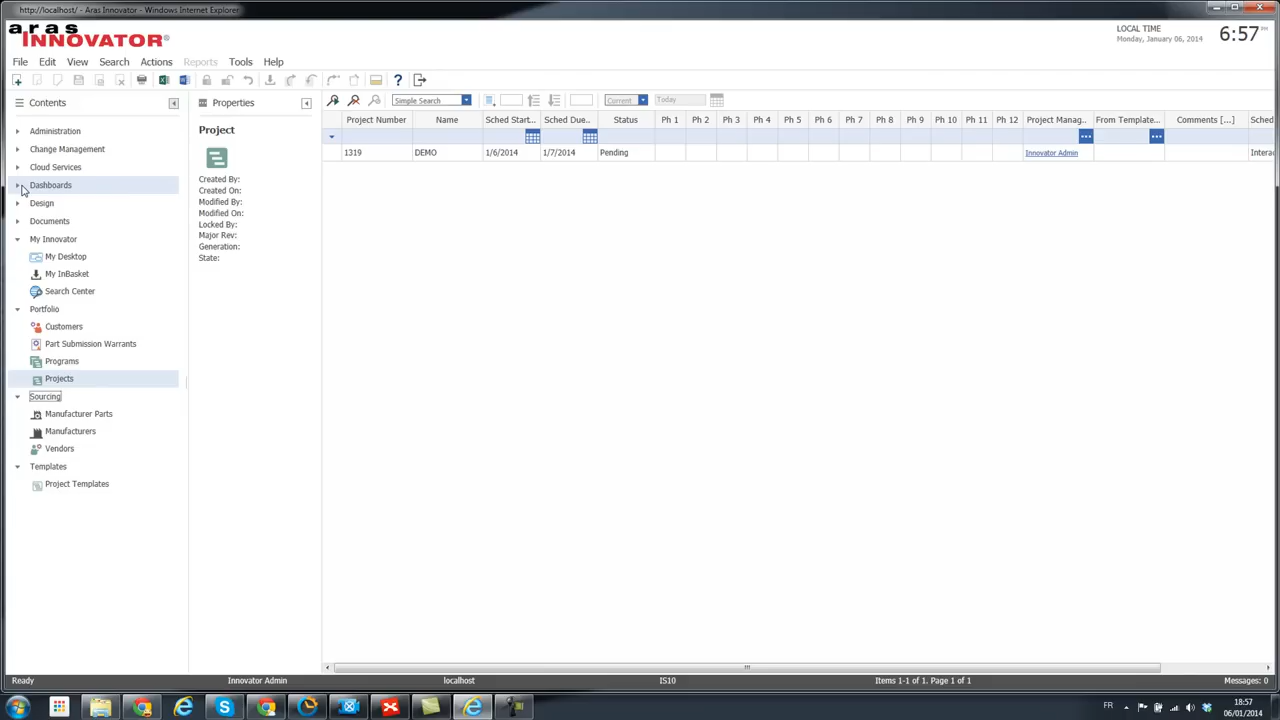 http://localhost/ - Aras Innovator - Windows Internet Explorer
aras
INNOVATOR®
LOCAL TIME
Monday, January 06, 2014
6:57PM
File Edit View Search Actions Reports Tools Help
Contents
Properties
Simple Search
Current
Today
Administration
Change Management
Cloud Services
Dashboards
Design
Documents
My Innovator
My Desktop
My InBasket
Search Center
Portfolio
Customers
Part Submission Warrants
Programs
Projects
Sourcing
Manufacturer Parts
Manufacturers
Vendors
Templates
Project Templates
Project
Created By:
Created On:
Modified By:
Modified On:
Locked By:
Major Rev:
Generation:
State:
Project Number Name Sched Start... Sched Due... Status Ph 1 Ph 2 Ph 3 Ph 4 Ph 5 Ph 6 Ph 7 Ph 8 Ph 9 Ph 10 Ph 11 Ph 12 Project Manag... From Template... Comments [...] Sched
1319 DEMO 1/6/2014 1/7/2014 Pending Innovator Admin Interac
Ready Innovator Admin localhost IS10 Items 1-1 of 1. Page 1 of 1 Messages: 0
FR
18:57
06/01/2014